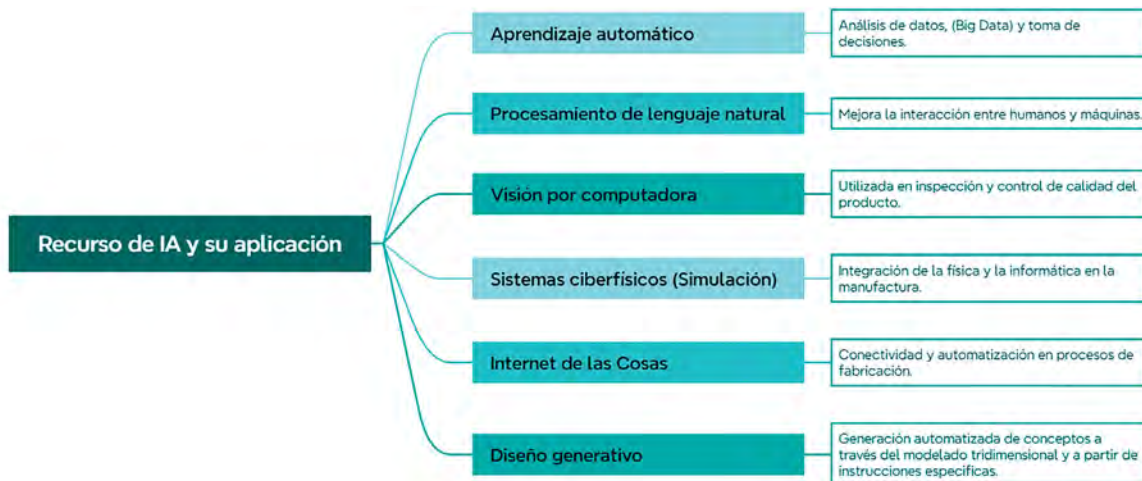 Recurso de IA y su aplicación
Aprendizaje automático
Análisis de datos, (Big Data) y toma de
decisiones.
Procesamiento de lenguaje natural
Mejora la interacción entre humanos y máquinas.
Visión por computadora
Utilizada en inspección y control de calidad del
producto.
Sistemas ciberfísicos (Simulación)
Integración de la física y la informática en la
manufactura.
Internet de las Cosas
Conectividad y automatización en procesos de
fabricación.
Diseño generativo
Generación automatizada de conceptos a
través del modelado tridimensional y a partir de
instrucciones especificas.